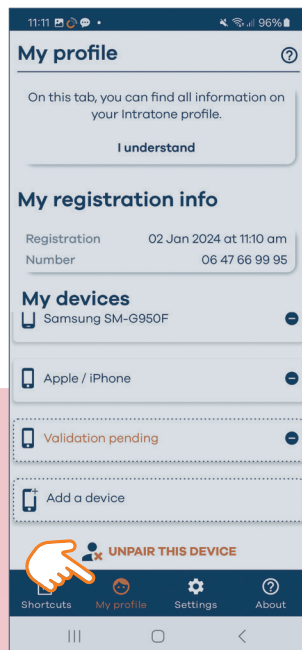 11:11 96%
My profile
On this tab, you can find all information on
your Intratone profile.
I understand
My registration info
Registration 02 Jan 2024 at 11:10 am
Number 06 47 66 99 95
My devices
Samsung SM-G950F
Apple / iPhone
Validation pending
Add a device
UNPAIR THIS DEVICE
Shortcuts My profile Settings About